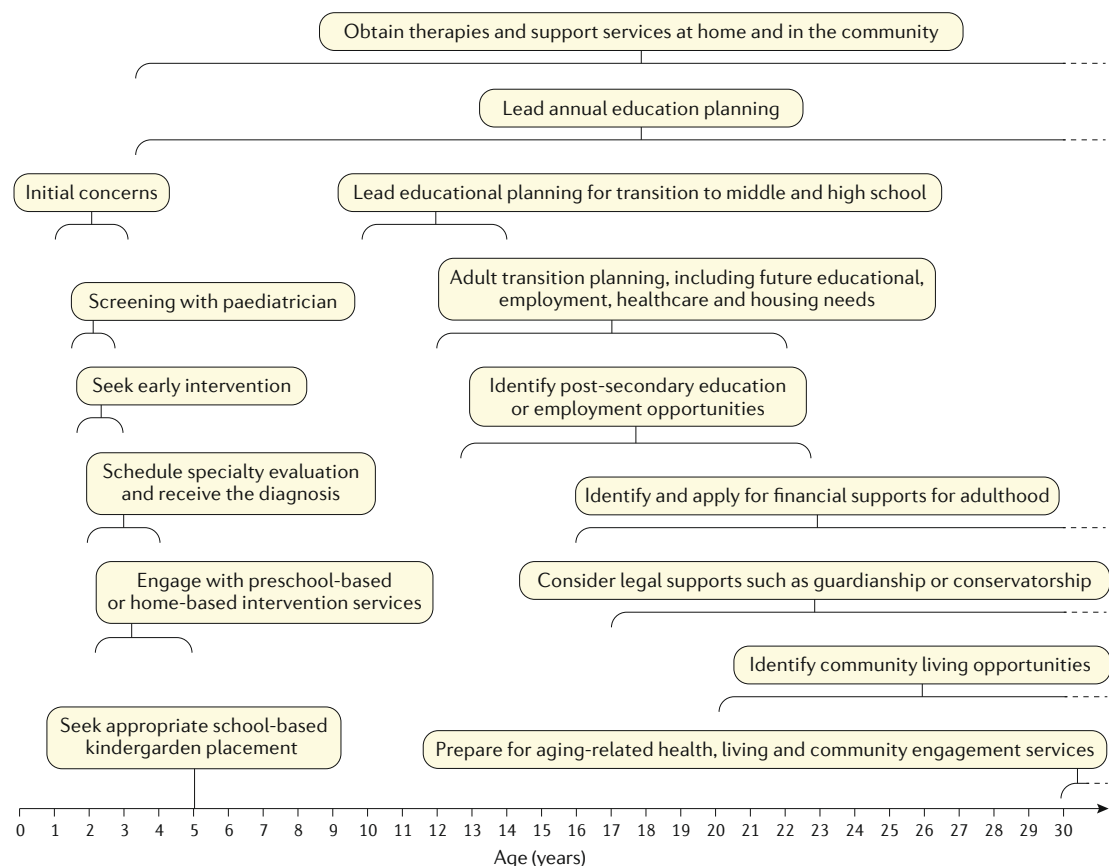 Obtain therapies and support services at home and in the community
Lead annual education planning
Initial concerns
Lead educational planning for transition to middle and high school
Adult transition planning, including future educational,
employment, healthcare and housing needs
Screening with paediatrician
Seek early intervention
Identify post-secondary education
or employment opportunities
Schedule specialty evaluation
and receive the diagnosis
Identify and apply for financial supports for adulthood
Engage with preschool-based
or home-based intervention services
Consider legal supports such as guardianship or conservatorship
Identify community living opportunities
Seek appropriate school-based
kindergarden placement
Prepare for aging-related health, living and community engagement services
0 1 2 3 4 5 6 7 8 9 10 11 12 13 14 15 16 17 18 19 20 21 22 23 28 27 28 29 30
Age (years)